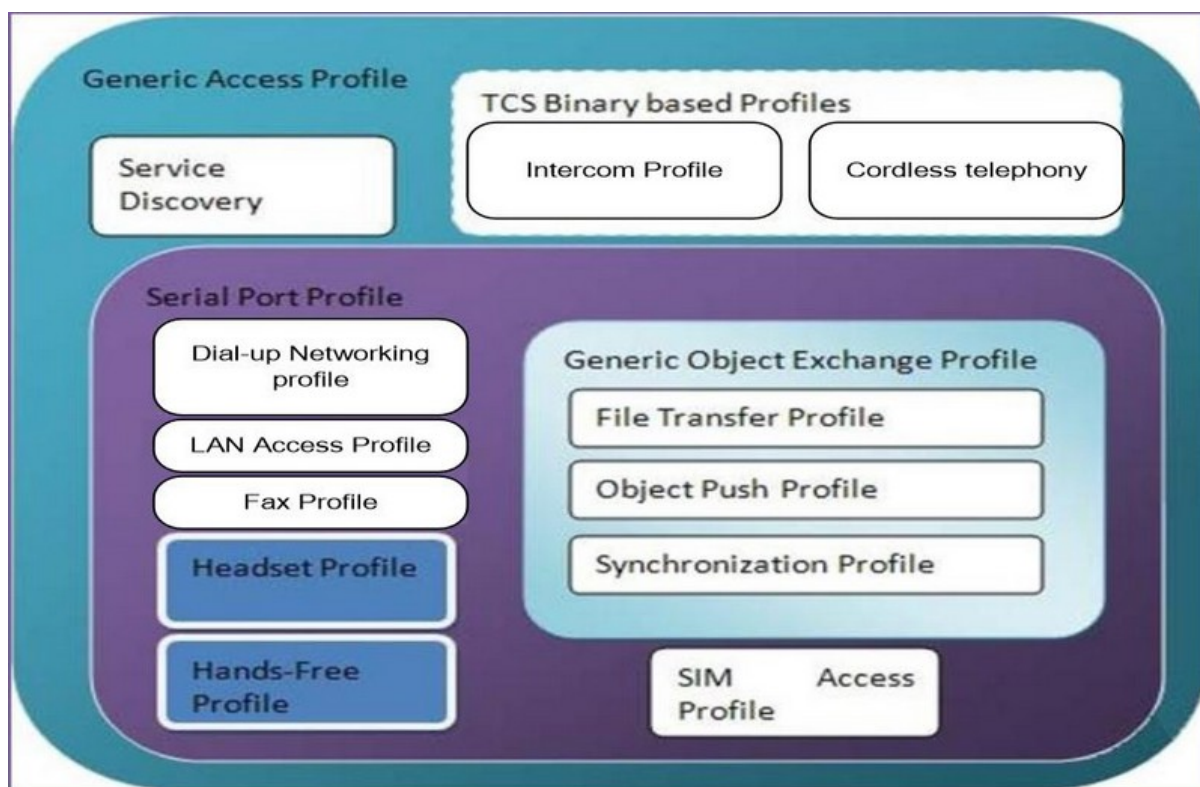 Generic Access Profile
Service
Discovery
TCS Binary based Profiles
Intercom Profile
Cordless telephony
Serial Port Profile
Dial-up Networking
profile
LAN Access Profile
Fax Profile
Headset Profile
Hands-Free
Profile
Generic Object Exchange Profile
File Transfer Profile
Object Push Profile
Synchronization Profile
SIM Access
Profile